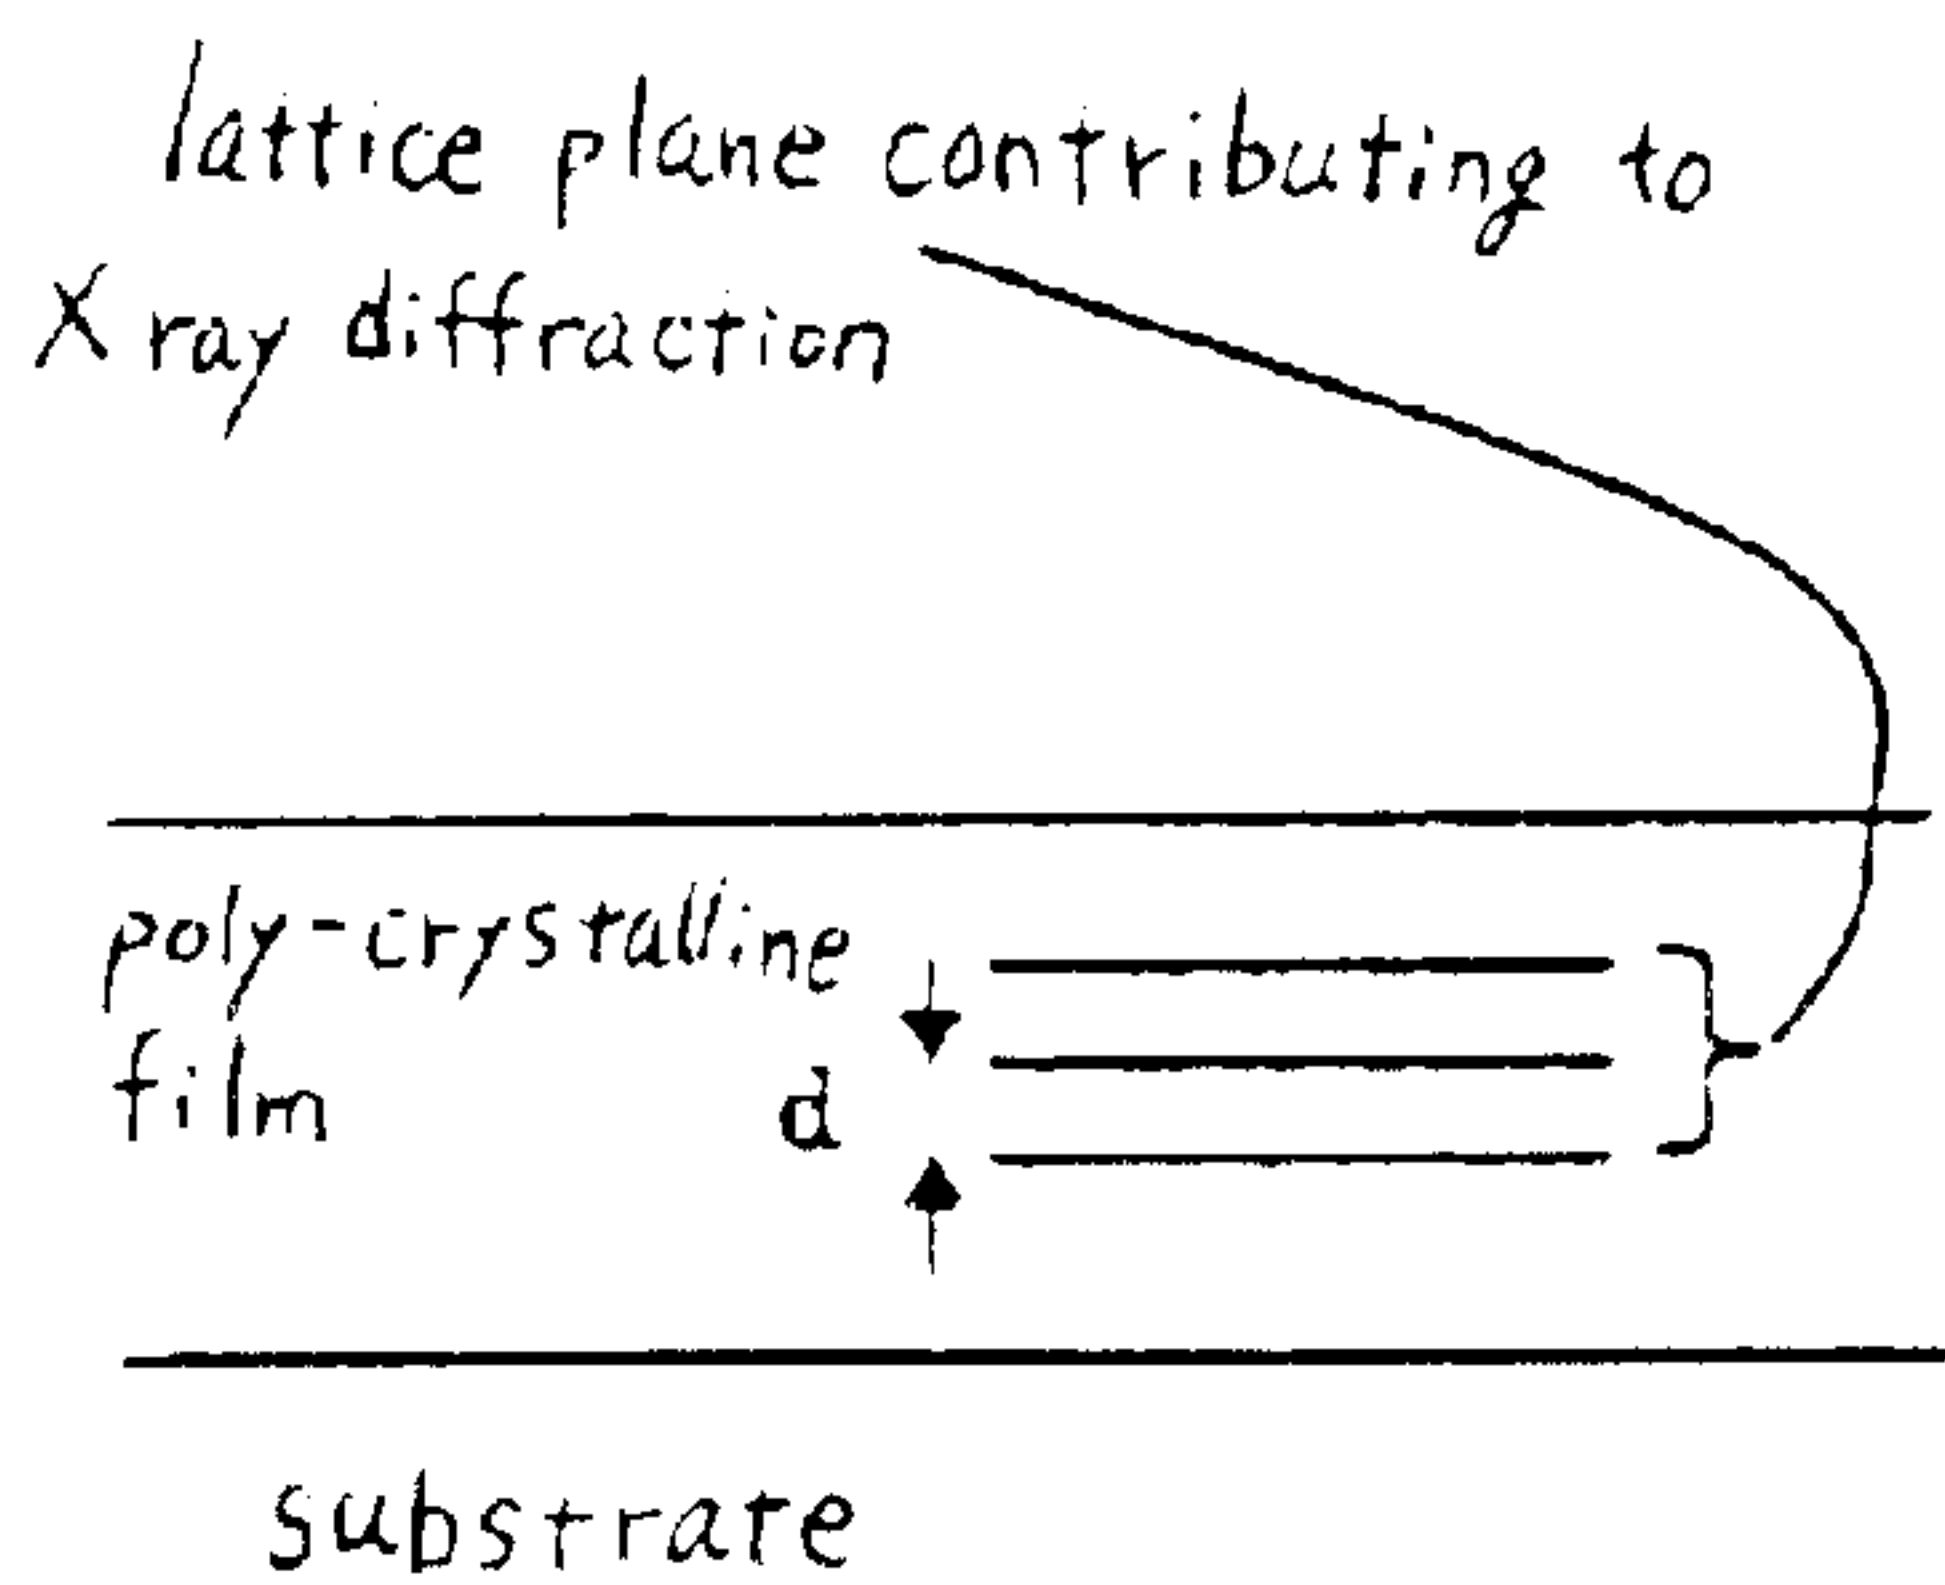 lattice plane contributing to
X ray diffraction
poly-crystalline
film
d
substrate